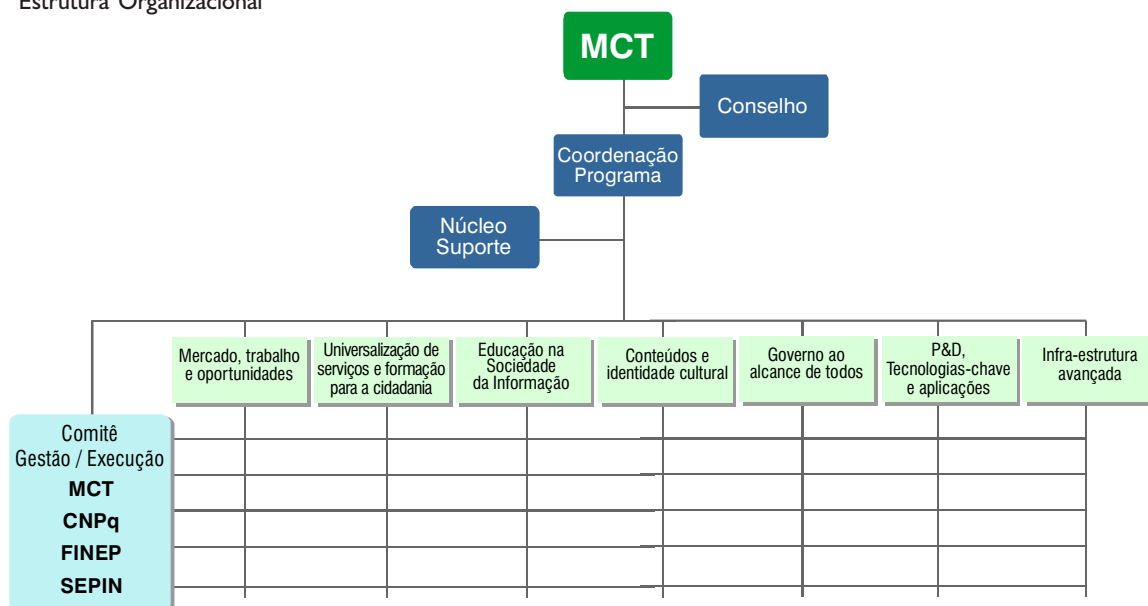 Estrutura Organizacional
MCT
Conselho
Coordenação
Programa
Núcleo
Suporte
Mercado, trabalho
e oportunidades
Universalização de
serviços e formação
para a cidadania
Educação na
Sociedade
da Informação
Conteúdos e
identidade cultural
Governo ao
alcance de todos
P&D,
Tecnologias-chave
e aplicações
Infra-estrutura
avançada
Comitê
Gestão / Execução
MCT
CNPq
FINEP
SEPIN